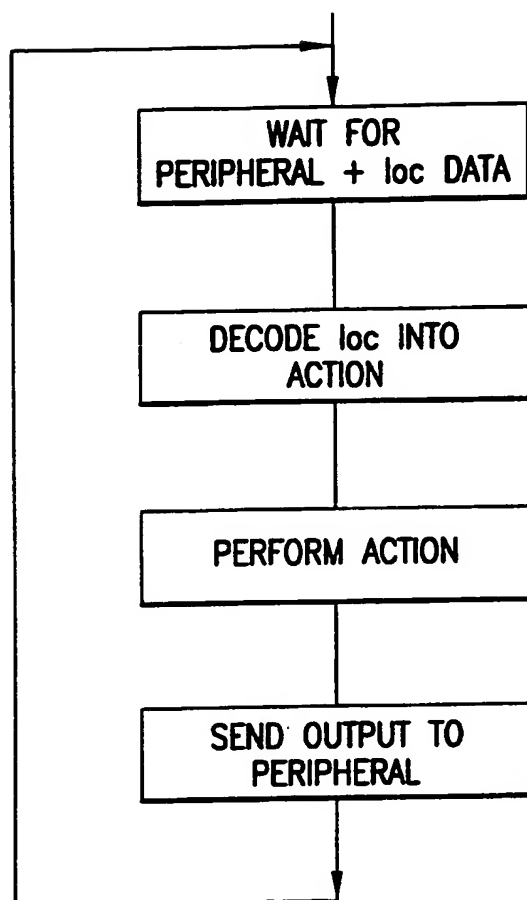 WAIT FOR
PERIPHERAL + loc DATA
DECODE loc INTO
ACTION
PERFORM ACTION
SEND OUTPUT TO
PERIPHERAL